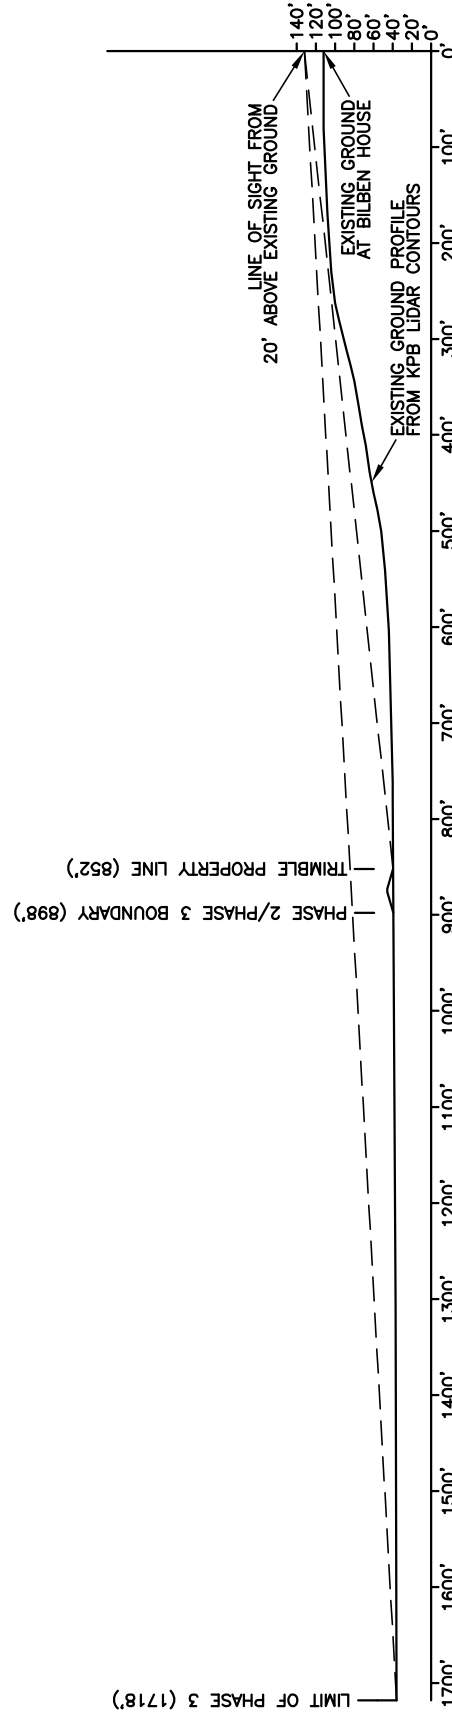 140'
120'
100'
80'
60'
40'
20'
0'
LINE OF SIGHT FROM
20' ABOVE EXISTING GROUND
EXISTING GROUND
AT BILBEN HOUSE
EXISTING GROUND PROFILE
FROM KPB LiDAR CONTOURS
TRIMBLE PROPERTY LINE (852')
PHASE 2/PHASE 3 BOUNDARY (898')
LIMIT OF PHASE 3 (1718')
0'
100'
200'
300'
400'
500'
600'
700'
800'
900'
1000'
1100'
1200'
1300'
1400'
1500'
1600'
1700'